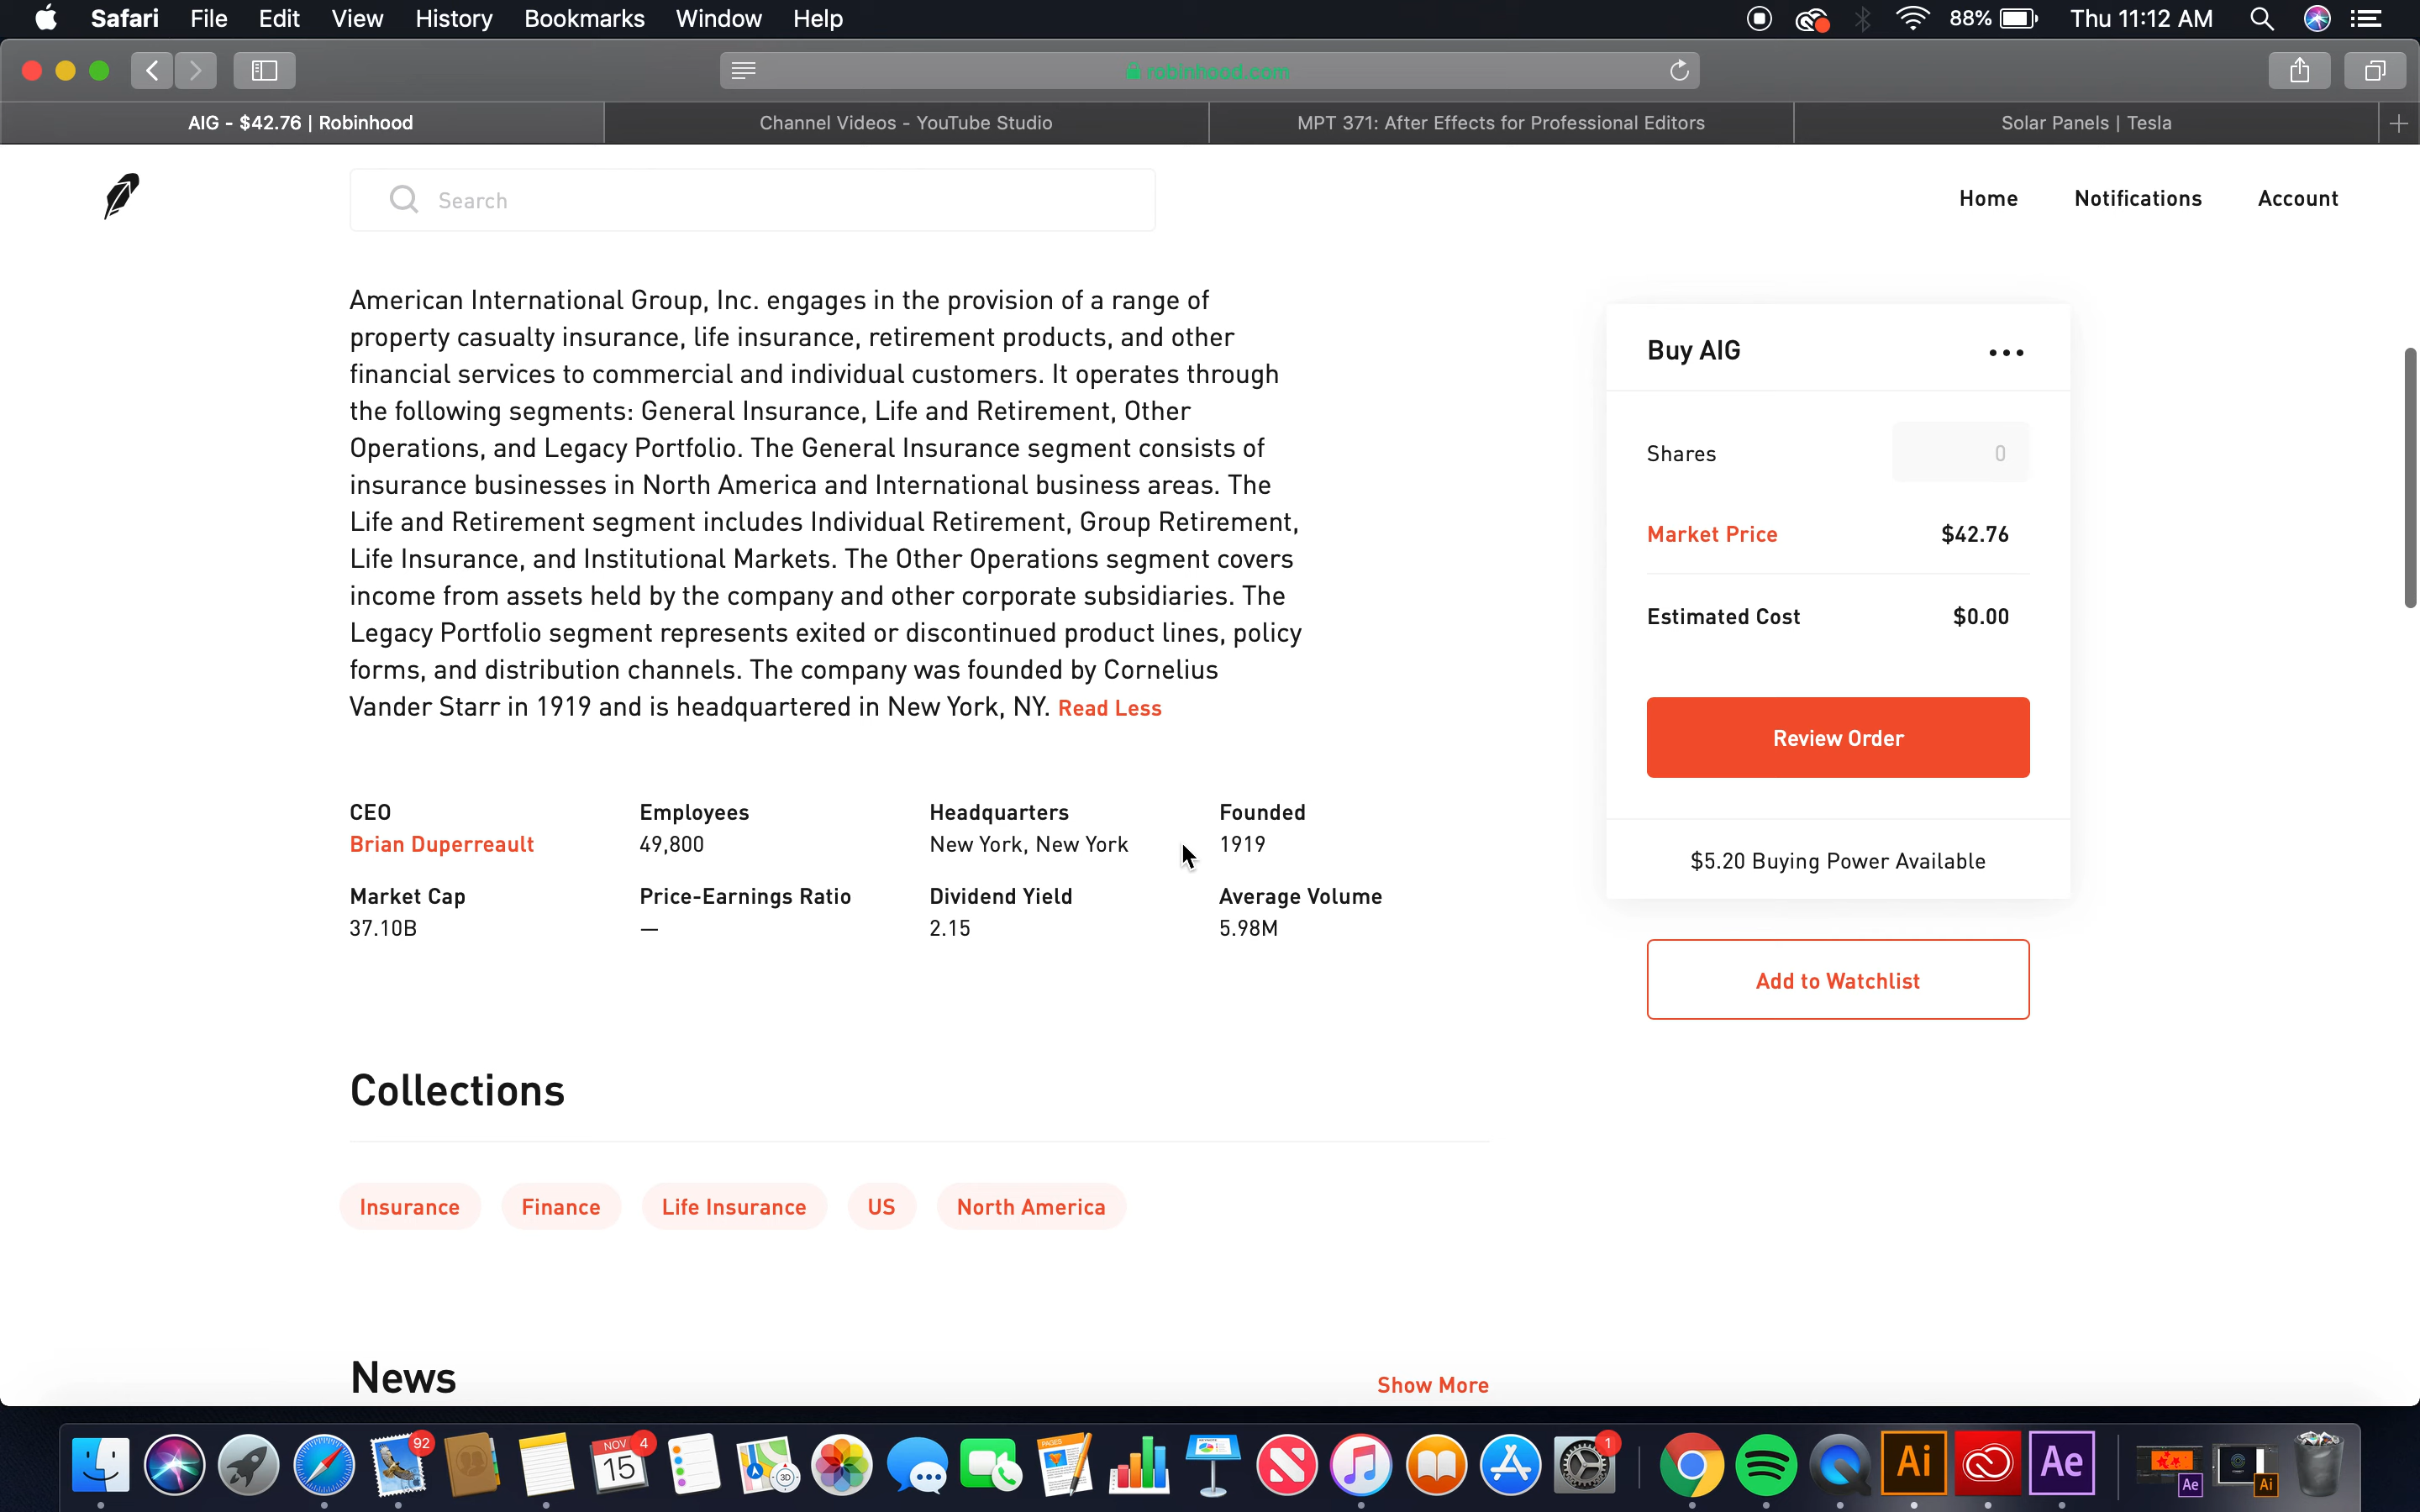 Safari File Edit View History Bookmarks Window Help 88% Thu 11:12 AM
robinhood.com
AIG - $42.76 | Robinhood Channel Videos - YouTube Studio MPT 371: After Effects for Professional Editors Solar Panels | Tesla
Search Home Notifications Account
American International Group, Inc. engages in the provision of a range of
property casualty insurance, life insurance, retirement products, and other
financial services to commercial and individual customers. It operates through
the following segments: General Insurance, Life and Retirement, Other
Operations, and Legacy Portfolio. The General Insurance segment consists of
insurance businesses in North America and International business areas. The
Life and Retirement segment includes Individual Retirement, Group Retirement,
Life Insurance, and Institutional Markets. The Other Operations segment covers
income from assets held by the company and other corporate subsidiaries. The
Legacy Portfolio segment represents exited or discontinued product lines, policy
forms, and distribution channels. The company was founded by Cornelius
Vander Starr in 1919 and is headquartered in New York, NY. Read Less
CEO Employees Headquarters Founded
Brian Duperreault 49,800 New York, New York 1919
Market Cap Price-Earnings Ratio Dividend Yield Average Volume
37.10B — 2.15 5.98M
Collections
Insurance Finance Life Insurance US North America
News Show More
Buy AIG
Shares 0
Market Price $42.76
Estimated Cost $0.00
Review Order
$5.20 Buying Power Available
Add to Watchlist
92 NOV 15 4 3D PAGES 1 Ai Ae Ae Ai